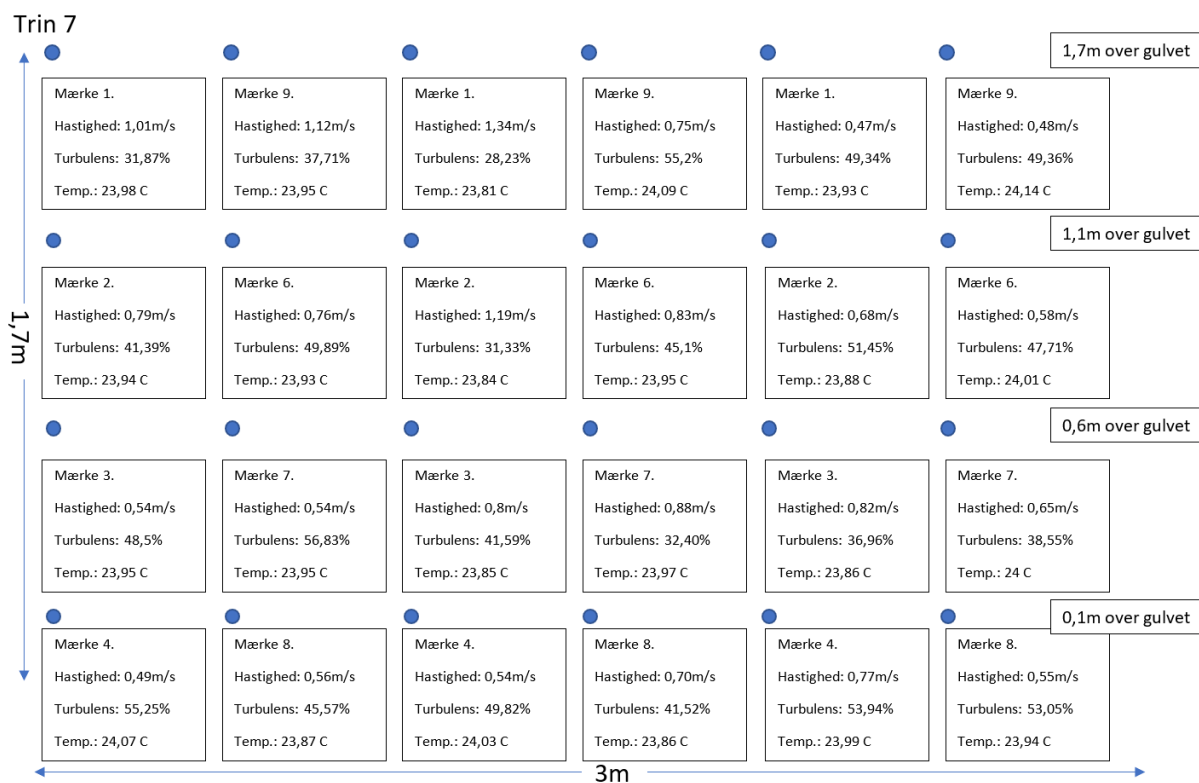 Trin 7
1,7m over gulvet
Mærke 1.
Hastighed: 1,01m/s
Turbulens: 31,87%
Temp.: 23,98 C
Mærke 9.
Hastighed: 1,12m/s
Turbulens: 37,71%
Temp.: 23,95 C
Mærke 1.
Hastighed: 1,34m/s
Turbulens: 28,23%
Temp.: 23,81 C
Mærke 9.
Hastighed: 0,75m/s
Turbulens: 55,2%
Temp.: 24,09 C
Mærke 1.
Hastighed: 0,47m/s
Turbulens: 49,34%
Temp.: 23,93 C
Mærke 9.
Hastighed: 0,48m/s
Turbulens: 49,36%
Temp.: 24,14 C
1,1m over gulvet
Mærke 2.
Hastighed: 0,79m/s
Turbulens: 41,39%
Temp.: 23,94 C
Mærke 6.
Hastighed: 0,76m/s
Turbulens: 49,89%
Temp.: 23,93 C
Mærke 2.
Hastighed: 1,19m/s
Turbulens: 31,33%
Temp.: 23,84 C
Mærke 6.
Hastighed: 0,83m/s
Turbulens: 45,1%
Temp.: 23,95 C
Mærke 2.
Hastighed: 0,68m/s
Turbulens: 51,45%
Temp.: 23,88 C
Mærke 6.
Hastighed: 0,58m/s
Turbulens: 47,71%
Temp.: 24,01 C
1,7m
0,6m over gulvet
Mærke 3.
Hastighed: 0,54m/s
Turbulens: 48,5%
Temp.: 23,95 C
Mærke 7.
Hastighed: 0,54m/s
Turbulens: 56,83%
Temp.: 23,95 C
Mærke 3.
Hastighed: 0,8m/s
Turbulens: 41,59%
Temp.: 23,85 C
Mærke 7.
Hastighed: 0,88m/s
Turbulens: 32,40%
Temp.: 23,97 C
Mærke 3.
Hastighed: 0,82m/s
Turbulens: 36,96%
Temp.: 23,86 C
Mærke 7.
Hastighed: 0,65m/s
Turbulens: 38,55%
Temp.: 24 C
0,1m over gulvet
Mærke 4.
Hastighed: 0,49m/s
Turbulens: 55,25%
Temp.: 24,07 C
Mærke 8.
Hastighed: 0,56m/s
Turbulens: 45,57%
Temp.: 23,87 C
Mærke 4.
Hastighed: 0,54m/s
Turbulens: 49,82%
Temp.: 24,03 C
Mærke 8.
Hastighed: 0,70m/s
Turbulens: 41,52%
Temp.: 23,86 C
Mærke 4.
Hastighed: 0,77m/s
Turbulens: 53,94%
Temp.: 23,99 C
Mærke 8.
Hastighed: 0,55m/s
Turbulens: 53,05%
Temp.: 23,94 C
3m